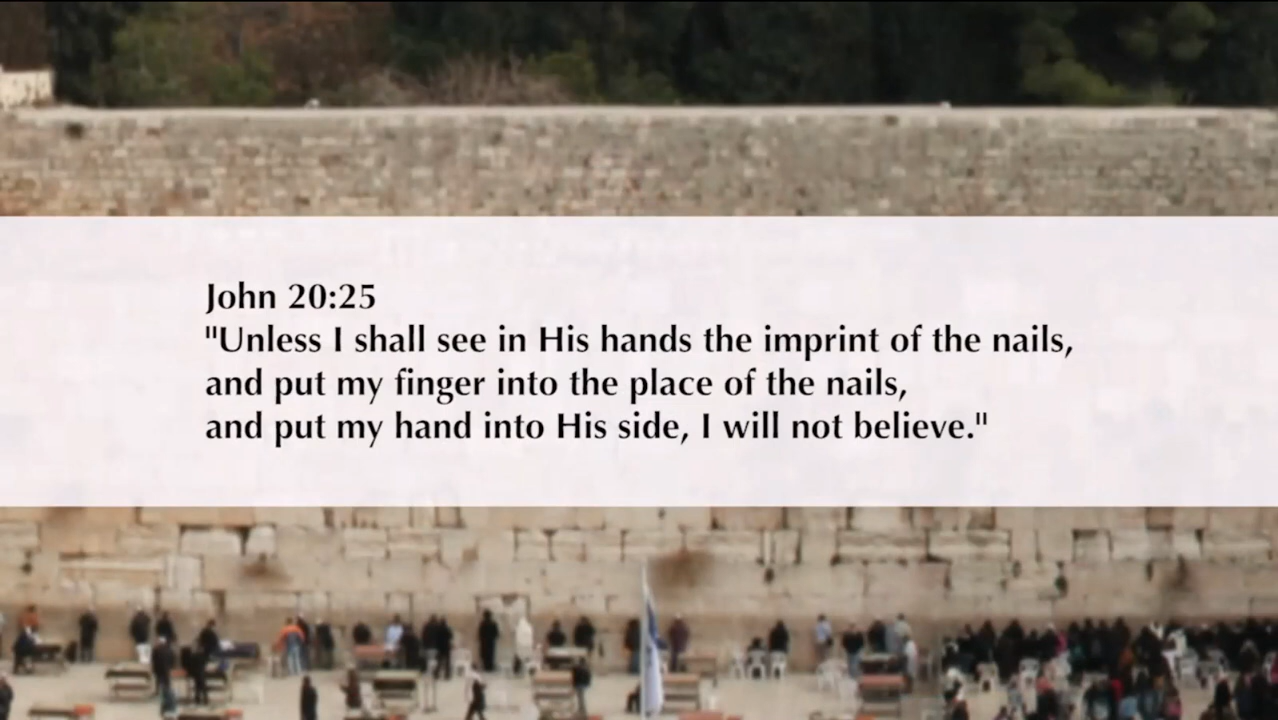 John 20:25
"Unless I shall see in His hands the imprint of the nails,
and put my finger into the place of the nails,
and put my hand into His side, I will not believe."